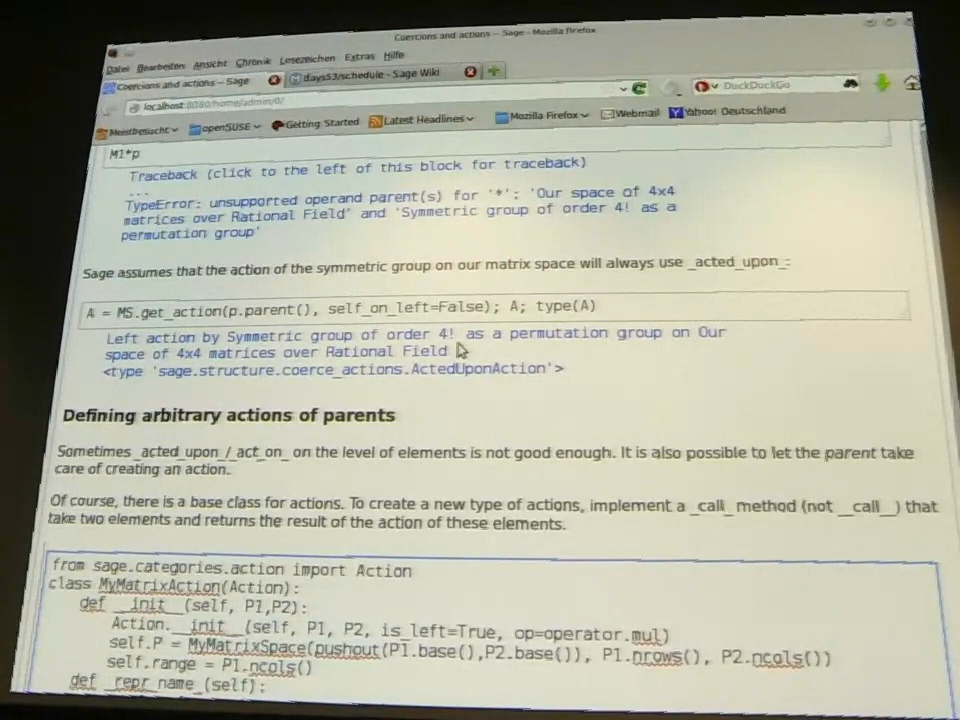 Coercions and actions - Sage - Mozilla Firefox
Datei Bearbeiten Ansicht Chronik Lesezeichen Extras Hilfe
Coercions and actions -- Sage days53/schedule - Sage Wiki
localhost:8080/home/admin/0/ DuckDuckGo
Meistbesucht openSUSE Getting Started Latest Headlines Mozilla Firefox Webmail Yahoo! Deutschland
M1*p
Traceback (click to the left of this block for traceback)
...
TypeError: unsupported operand parent(s) for '*': 'Our space of 4x4
matrices over Rational Field' and 'Symmetric group of order 4! as a
permutation group'
Sage assumes that the action of the symmetric group on our matrix space will always use _acted_upon_:
A = MS.get_action(p.parent(), self_on_left=False); A; type(A)
Left action by Symmetric group of order 4! as a permutation group on Our
space of 4x4 matrices over Rational Field
<type 'sage.structure.coerce_actions.ActedUponAction'>
Defining arbitrary actions of parents
Sometimes _acted_upon_/_act_on_ on the level of elements is not good enough. It is also possible to let the parent take
care of creating an action.
Of course, there is a base class for actions. To create a new type of actions, implement a _call_ method (not __call__) that
take two elements and returns the result of the action of these elements.
from sage.categories.action import Action
class MyMatrixAction(Action):
def __init__(self, P1,P2):
Action.__init__(self, P1, P2, is_left=True, op=operator.mul)
self.P = MyMatrixSpace(pushout(P1.base(),P2.base()), P1.nrows(), P2.ncols())
self.range = P1.ncols()
def _repr_name_(self):